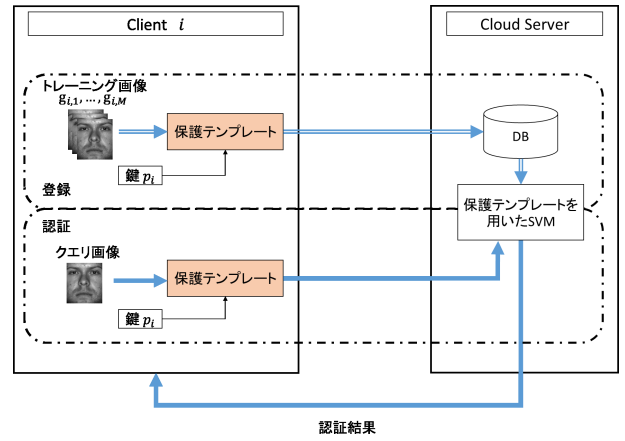 Client i
Cloud Server
トレーニング画像
g_{i,1}, ..., g_{i,M}
保護テンプレート
鍵 p_i
登録
DB
保護テンプレートを
用いたSVM
認証
クエリ画像
保護テンプレート
鍵 p_i
認証結果